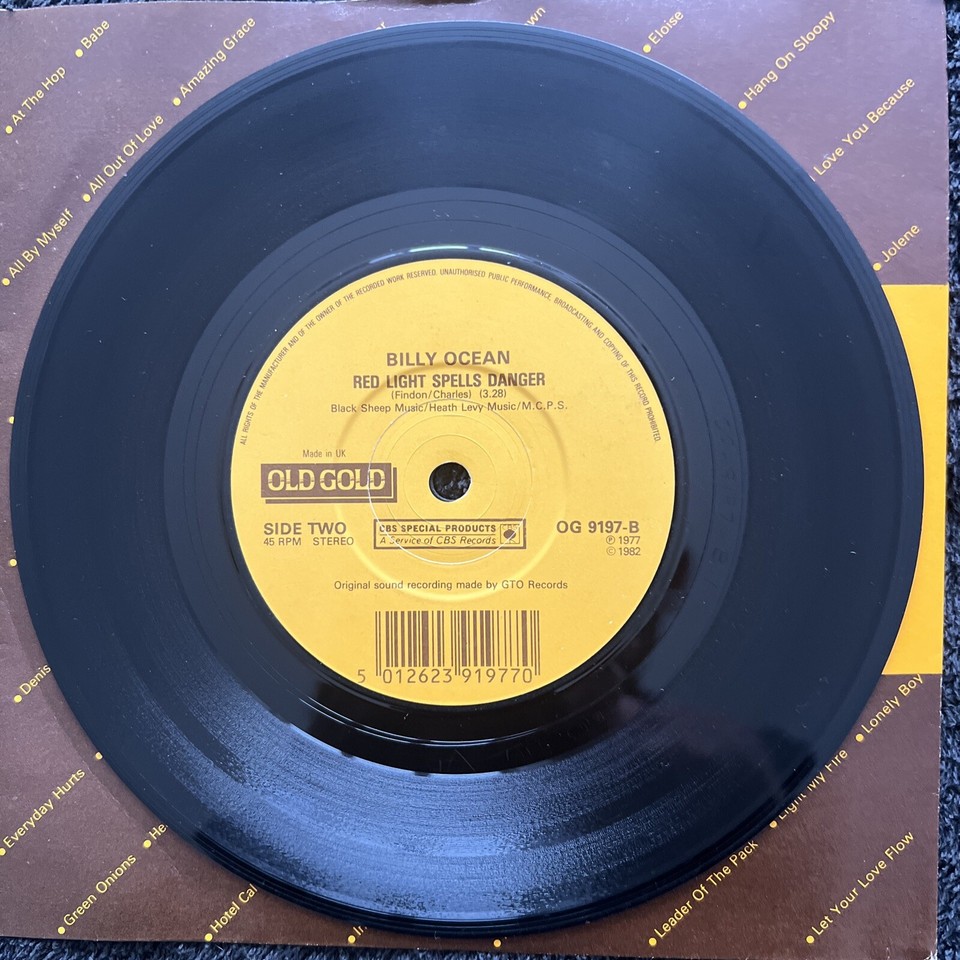 At The Hop
Babe
All Out Of Love
Amazing Grace
All By Myself
Eloise
Hang On Sloopy
Love You Because
Jolene
ALL RIGHTS OF THE MANUFACTURER AND OF THE OWNER OF THE RECORDED WORK RESERVED. UNAUTHORISED PUBLIC PERFORMANCE, BROADCASTING AND COPYING OF THIS RECORD PROHIBITED.
BILLY OCEAN
RED LIGHT SPELLS DANGER
(Findon/Charles) (3.28)
Black Sheep Music/Heath Levy Music/M.C.P.S.
Made in UK
OLD GOLD
SIDE TWO
45 RPM STEREO
CBS SPECIAL PRODUCTS
A Service of CBS Records
OG 9197-B
℗ 1977
© 1982
Original sound recording made by GTO Records
5 012623 919770
Denis
Everyday Hurts
Green Onions
Hotel Cal
Leader Of The Pack
Light My Fire
Lonely Boy
Let Your Love Flow